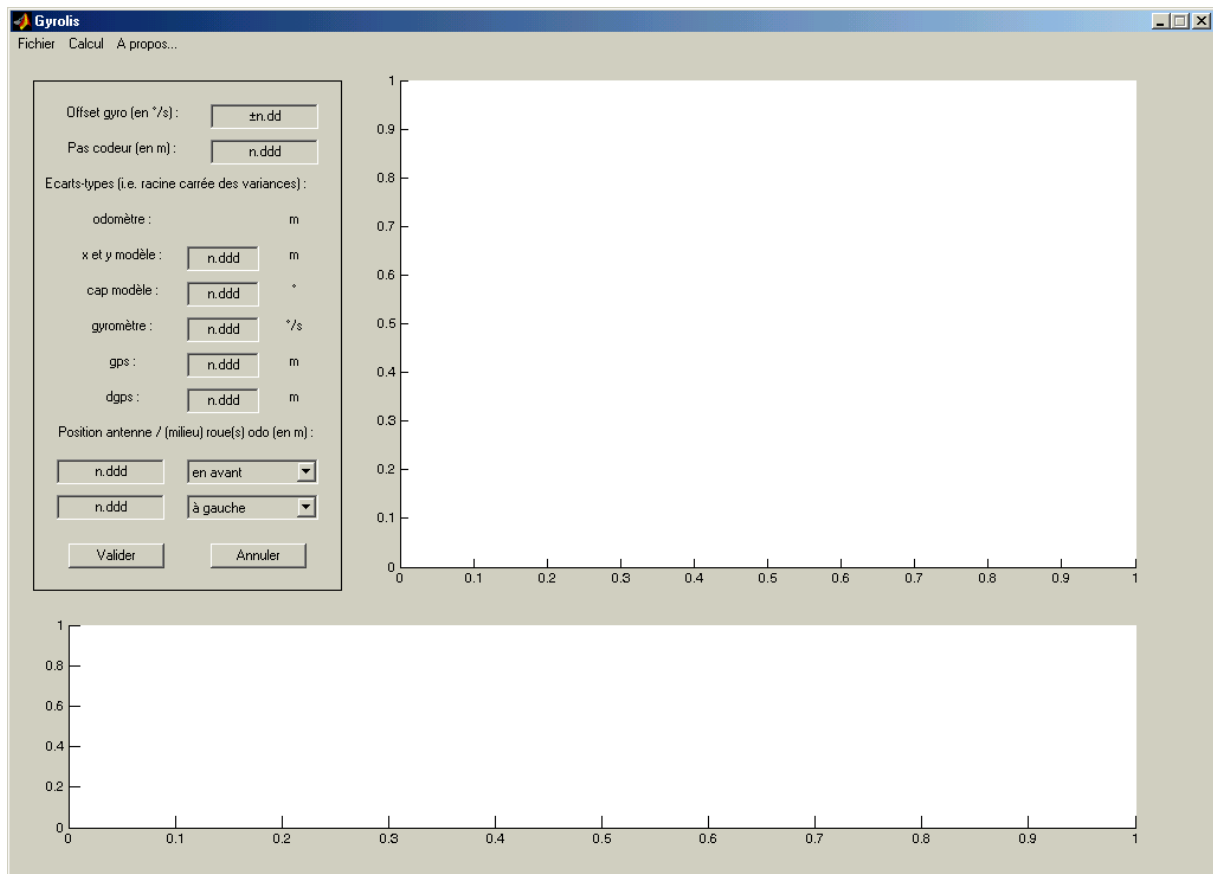 Gyrolis
Fichier Calcul A propos...
Offset gyro (en °/s) : ±n.dd
Pas codeur (en m) : n.ddd
Ecarts-types (i.e. racine carrée des variances) :
odomètre : m
x et y modèle : n.ddd m
cap modèle : n.ddd °
gyromètre : n.ddd °/s
gps : n.ddd m
dgps : n.ddd m
Position antenne / (milieu) roue(s) odo (en m) :
n.ddd en avant
n.ddd à gauche
Valider Annuler
1
0.9
0.8
0.7
0.6
0.5
0.4
0.3
0.2
0.1
0
0 0.1 0.2 0.3 0.4 0.5 0.6 0.7 0.8 0.9 1
1
0.8
0.6
0.4
0.2
0
0 0.1 0.2 0.3 0.4 0.5 0.6 0.7 0.8 0.9 1